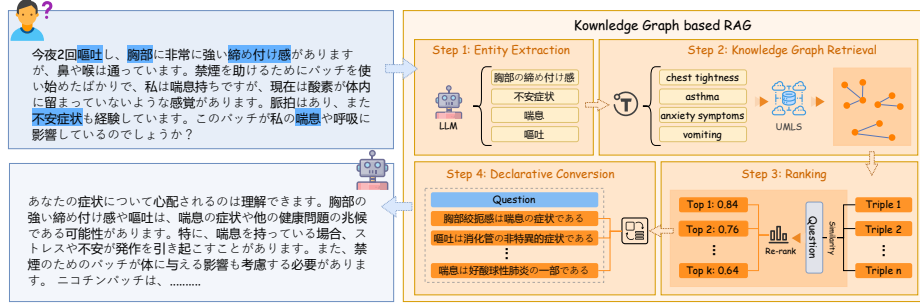 今夜2回嘔吐し、胸部に非常に強い締め付け感があります
が、鼻や喉は通っています。禁煙を助けるためにパッチを使
い始めたばかりで、私は喘息持ちですが、現在は酸素が体内
に留まっていないような感覚があります。脈拍はあり、また
不安症状も経験しています。このパッチが私の喘息や呼吸に
影響しているのでしょうか？
あなたの症状について心配されるのは理解できます。胸部の
強い締め付け感や嘔吐は、喘息の症状や他の健康問題の兆候
である可能性があります。特に、喘息を持っている場合、ス
トレスや不安が発作を引き起こすことがあります。また、禁
煙のためのパッチが体に与える影響も考慮する必要がありま
す。 ニコチンパッチは、..........
Kownledge Graph based RAG
Step 1: Entity Extraction
LLM
胸部の締め付け感
不安症状
喘息
嘔吐
Step 2: Knowledge Graph Retrieval
T
chest tightness
asthma
anxiety symptoms
vomiting
UMLS
Step 3: Ranking
Triple 1
Triple 2
Triple n
Similarity
Question
Re-rank
Top 1: 0.84
Top 2: 0.76
Top k: 0.64
Step 4: Declarative Conversion
Question
胸部絞扼感は喘息の症状である
嘔吐は消化管の非特異的症状である
喘息は好酸球性肺炎の一部である